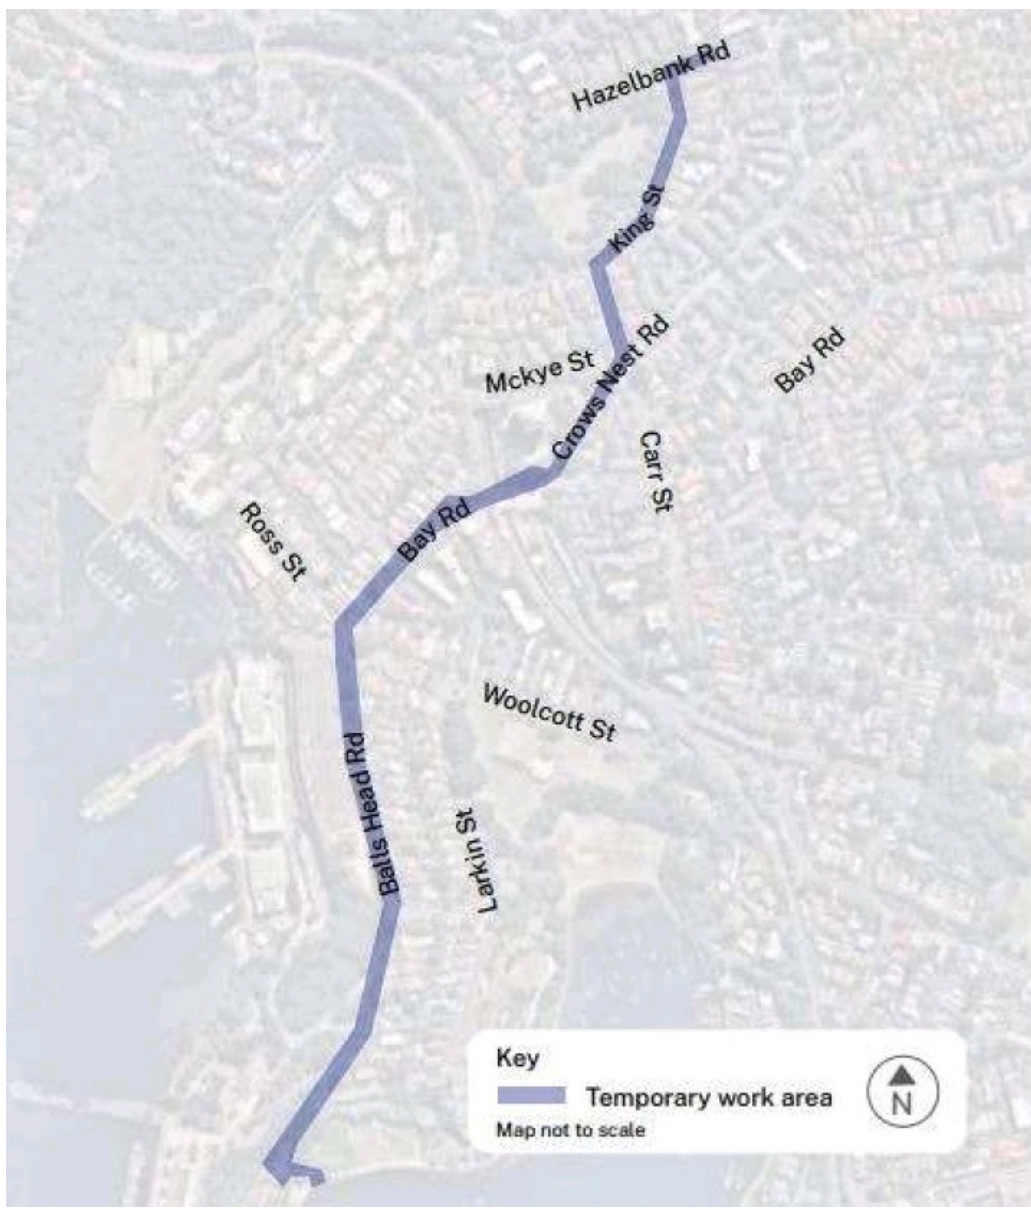 Hazelbank Rd
King St
Crows Nest Rd
Mckye St
Bay Rd
Carr St
Bay Rd
Ross St
Woolcott St
Balls Head Rd
Larkin St
Key
Temporary work area
N
Map not to scale